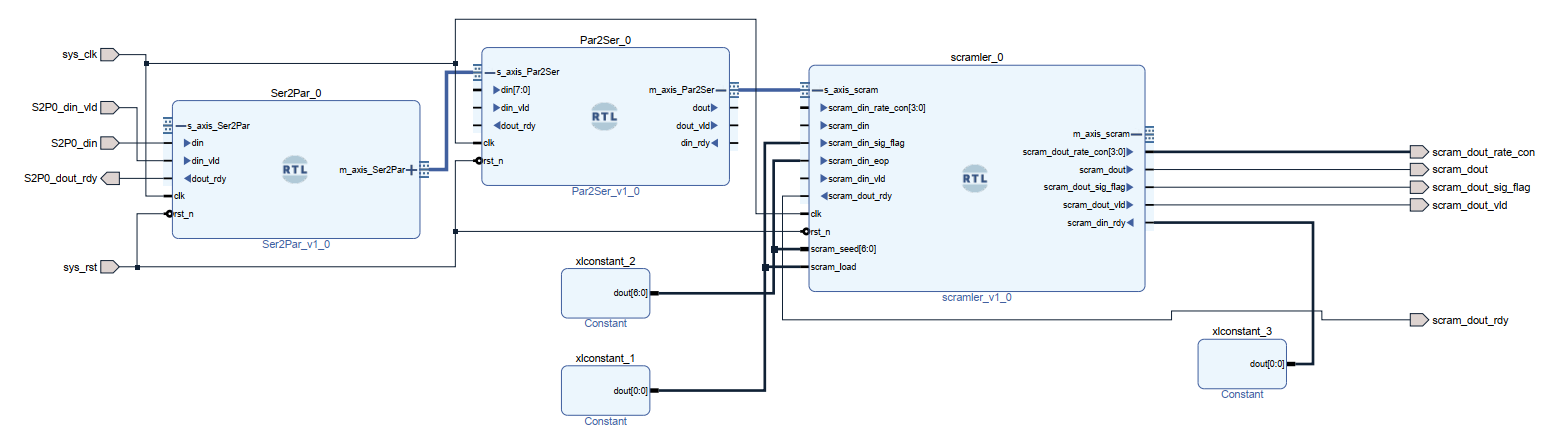 sys_clk
S2P0_din_vld
S2P0_din
S2P0_dout_rdy
sys_rst
Ser2Par_0
s_axis_Ser2Par
din
din_vld
dout_rdy
clk
rst_n
RTL
m_axis_Ser2Par
Ser2Par_v1_0
Par2Ser_0
s_axis_Par2Ser
din[7:0]
din_vld
dout_rdy
clk
rst_n
RTL
m_axis_Par2Ser
dout
dout_vld
din_rdy
Par2Ser_v1_0
xlconstant_2
dout[6:0]
Constant
xlconstant_1
dout[0:0]
Constant
scramler_0
s_axis_scram
scram_din_rate_con[3:0]
scram_din
scram_din_sig_flag
scram_din_eop
scram_din_vld
scram_dout_rdy
clk
rst_n
scram_seed[6:0]
scram_load
RTL
m_axis_scram
scram_dout_rate_con[3:0]
scram_dout
scram_dout_sig_flag
scram_dout_vld
scram_din_rdy
scramler_v1_0
xlconstant_3
dout[0:0]
Constant
scram_dout_rate_con
scram_dout
scram_dout_sig_flag
scram_dout_vld
scram_dout_rdy